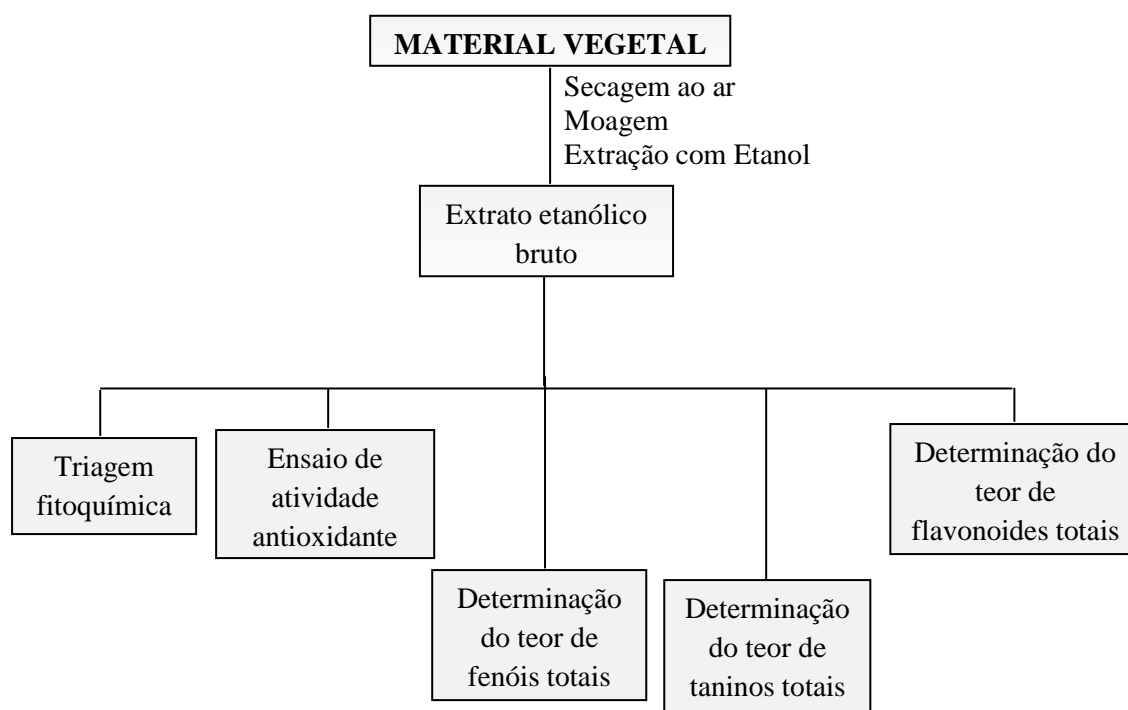 MATERIAL VEGETAL
Secagem ao ar
Moagem
Extração com Etanol
Extrato etanólico
bruto
Triagem
fitoquímica
Ensaio de
atividade
antioxidante
Determinação
do teor de
fenóis totais
Determinação
do teor de
taninos totais
Determinação do
teor de
flavonoides totais